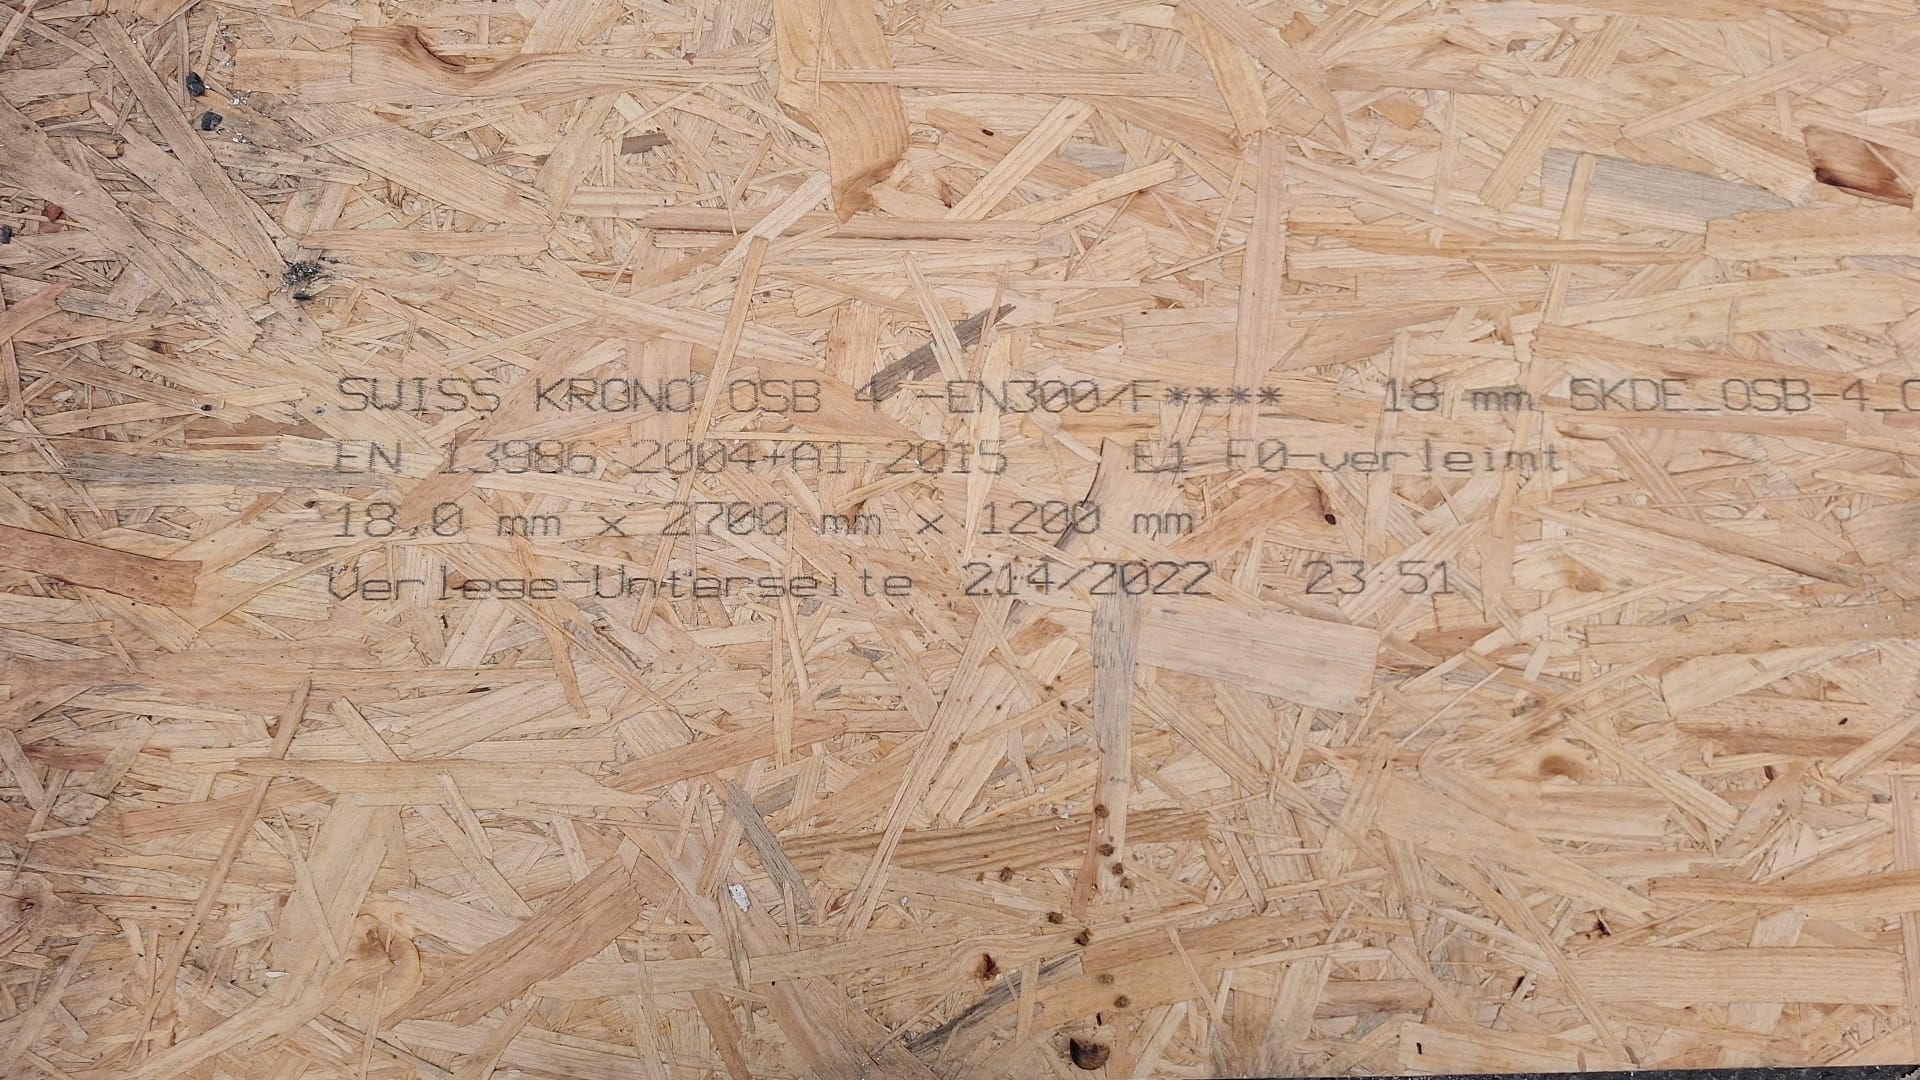 SWISS KRONO OSB 4 -EN300/F**** 18 mm SKDE_OSB-4_
EN 13986 2004+A1 2015 E1 F0-verleimt
18,0 mm x 2700 mm x 1200 mm
Verlege-Unterseite 214/2022 23 51